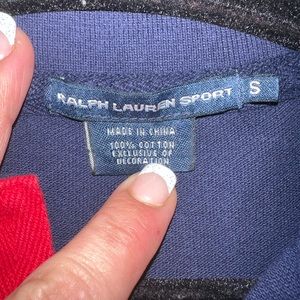 RALPH LAUREN SPORT S
MADE IN CHINA
100% COTTON
EXCLUSIVE OF
DECORATION